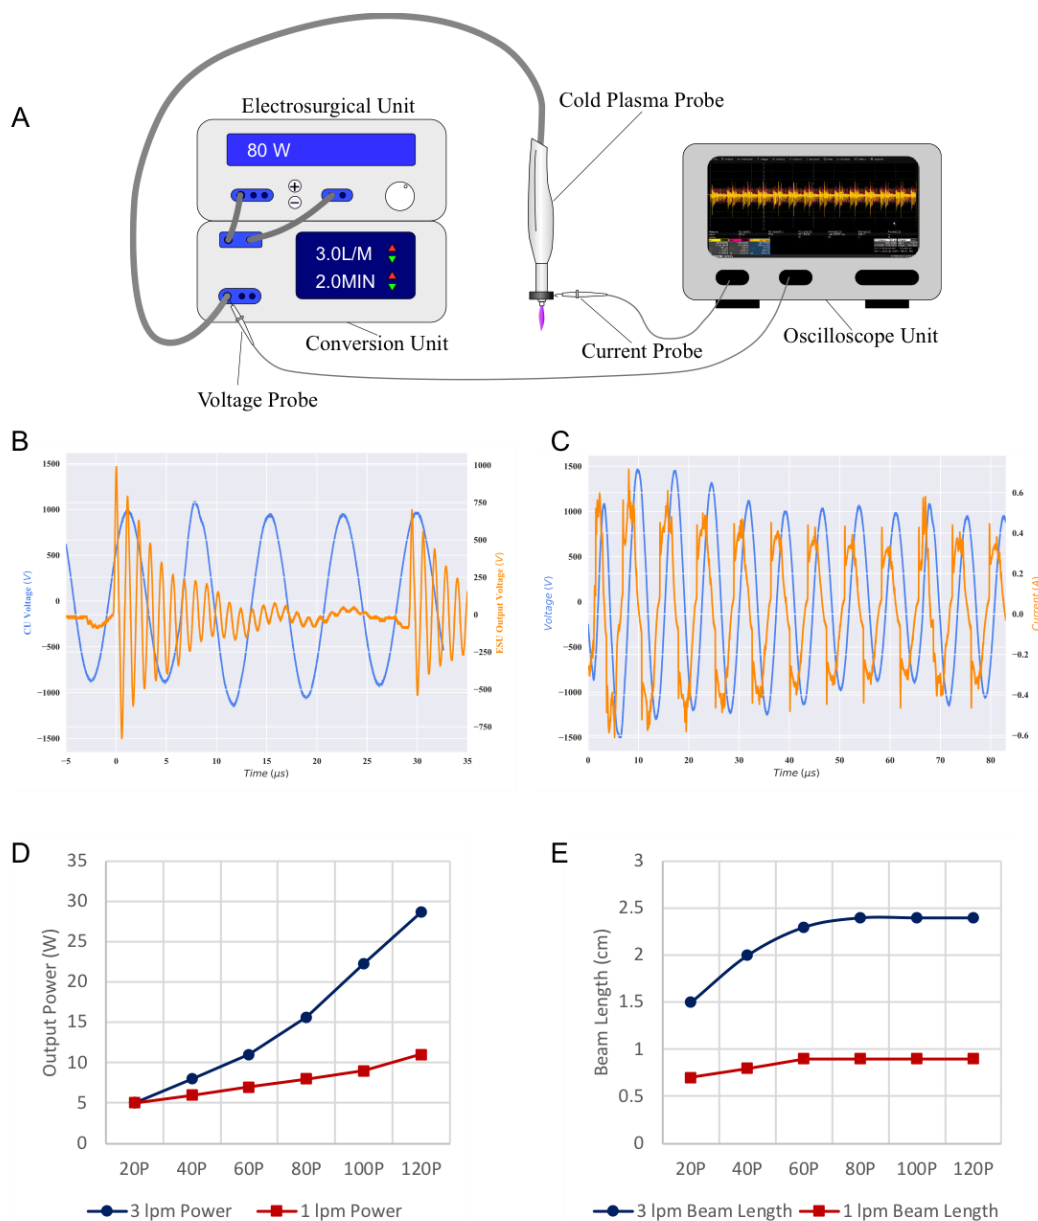 A
Electrosurgical Unit
80 W
Cold Plasma Probe
3.0L/M
2.0MIN
Conversion Unit
Current Probe
Oscilloscope Unit
Voltage Probe
B
1500
1000
500
0
−500
−1000
−1500
CU Voltage (V)
1000
750
500
250
0
−250
−500
−750
ESU Output Voltage (V)
−5 0 5 10 15 20 25 30 35
Time (μs)
C
1500
1000
500
0
−500
−1000
−1500
Voltage (V)
0.6
0.4
0.2
0.0
−0.2
−0.4
−0.6
Current (A)
0 10 20 30 40 50 60 70 80
Time (μs)
D
35
30
25
20
15
10
5
0
Output Power (W)
20P 40P 60P 80P 100P 120P
3 lpm Power 1 lpm Power
E
3
2.5
2
1.5
1
0.5
0
Beam Length (cm)
20P 40P 60P 80P 100P 120P
3 lpm Beam Length 1 lpm Beam Length